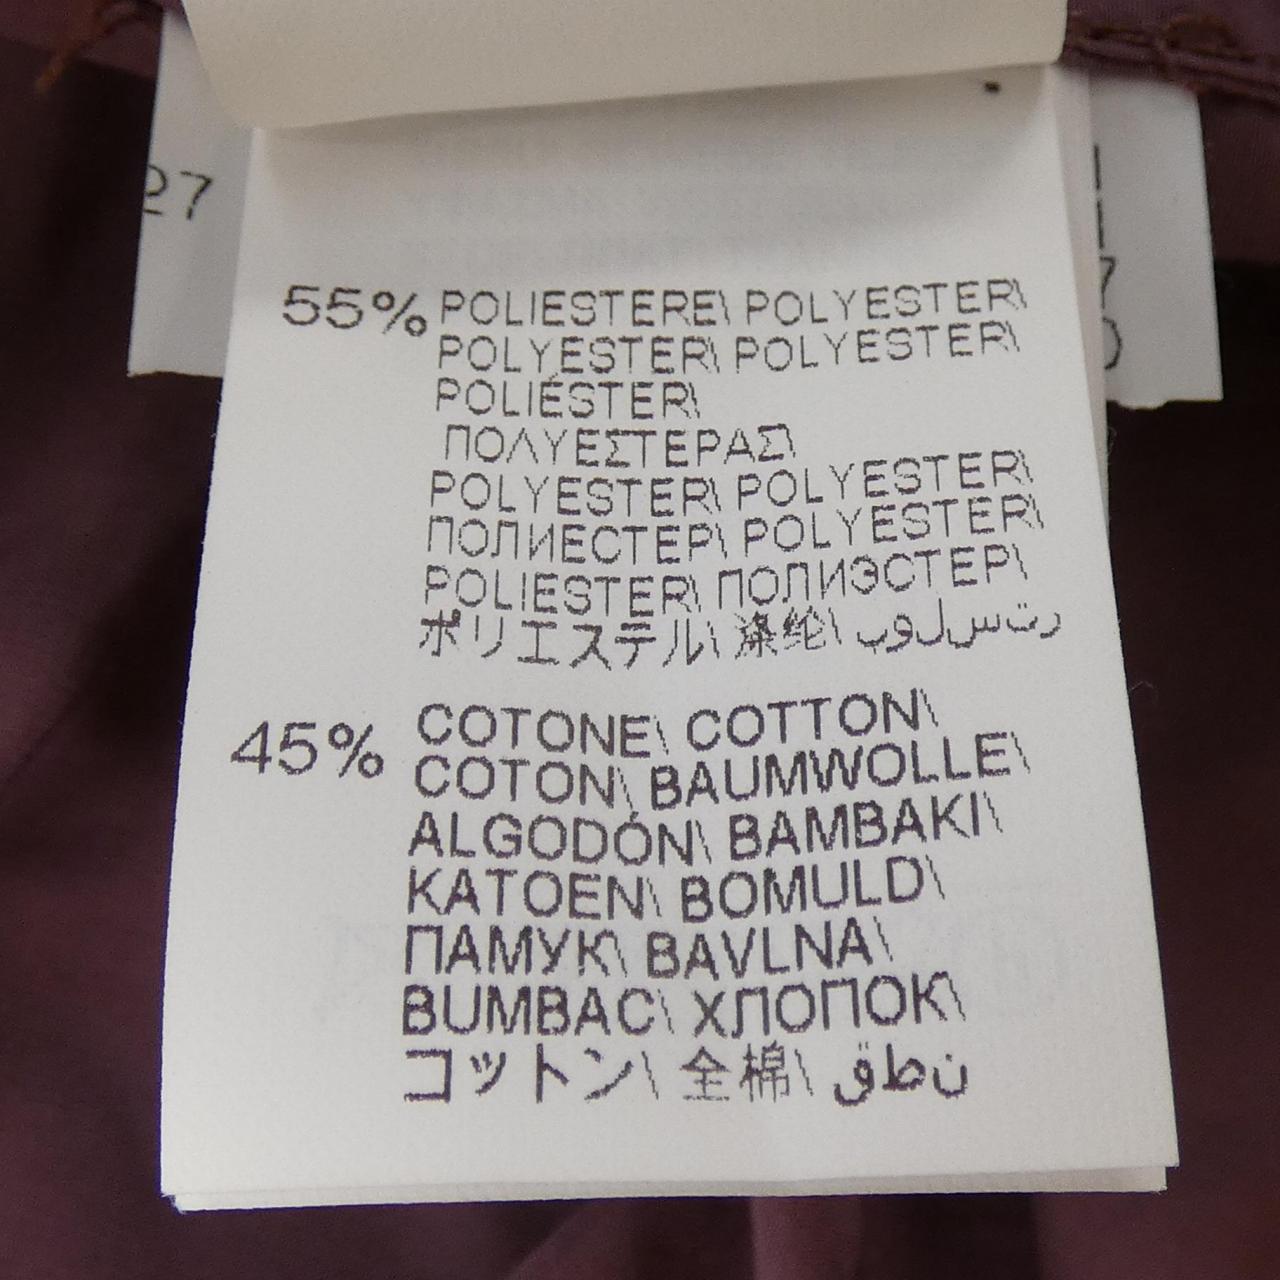 27
55% POLIESTERE\ POLYESTER\
POLYESTER\ POLYESTER\
POLIÉSTER\
ΠΟΛΥΕΣΤΕΡΑΣ\
POLYESTER\ POLYESTER\
ПОЛИЕСТЕР\ POLYESTER\
POLIESTER\ ПОЛИЭСТЕР\
ポリエステル\ 涤纶\ بولستر
45% COTONE\ COTTON\
COTON\ BAUMWOLLE\
ALGODÓN\ BAMBAKI\
KATOEN\ BOMULD\
ПАМУК\ BAVLNA\
BUMBAC\ ХЛОПОК\
コットン\ 全棉\ قطن